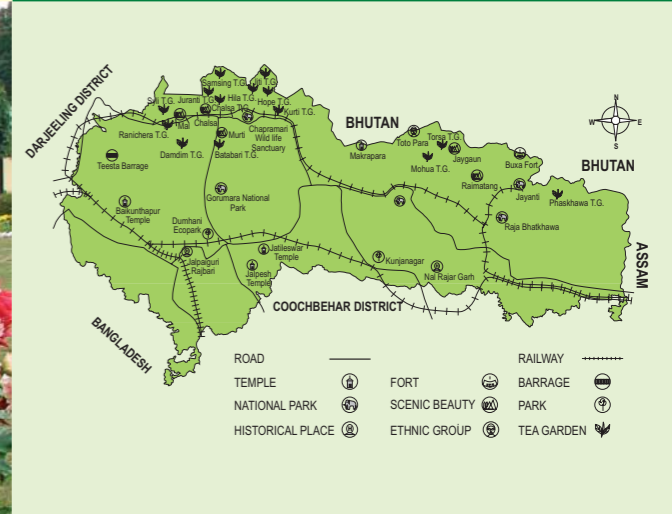 Samsing T.G.
Jiti T.G.
Juranti T.G.
Hila T.G.
Hope T.G.
Chalsa T.G.
Kurti T.G.
Ranichera T.G.
Mal
Chalsa
Murti
Chapramari
Wild life
Sanctuary
DARJEELING DISTRICT
Teesta Barrage
Damdim T.G.
Batabari T.G.
BHUTAN
Makrapara
Toto Para
Torsa T.G.
Jaygaun
Mohua T.G.
Buxa Fort
BHUTAN
Raimatang
Jayanti
Phaskhawa T.G.
Raja Bhatkhawa
N
W
E
S
Baikunthapur
Temple
Gorumara National
Park
Dumhani
Ecopark
Jalpaiguri
Rajbari
Jatileswar
Temple
Jalpesh
Temple
Kunjanagar
Nal Rajar Garh
ASSAM
COOCHBEHAR DISTRICT
BANGLADESH
ROAD
RAILWAY
TEMPLE
FORT
BARRAGE
NATIONAL PARK
SCENIC BEAUTY
PARK
HISTORICAL PLACE
ETHNIC GROUP
TEA GARDEN